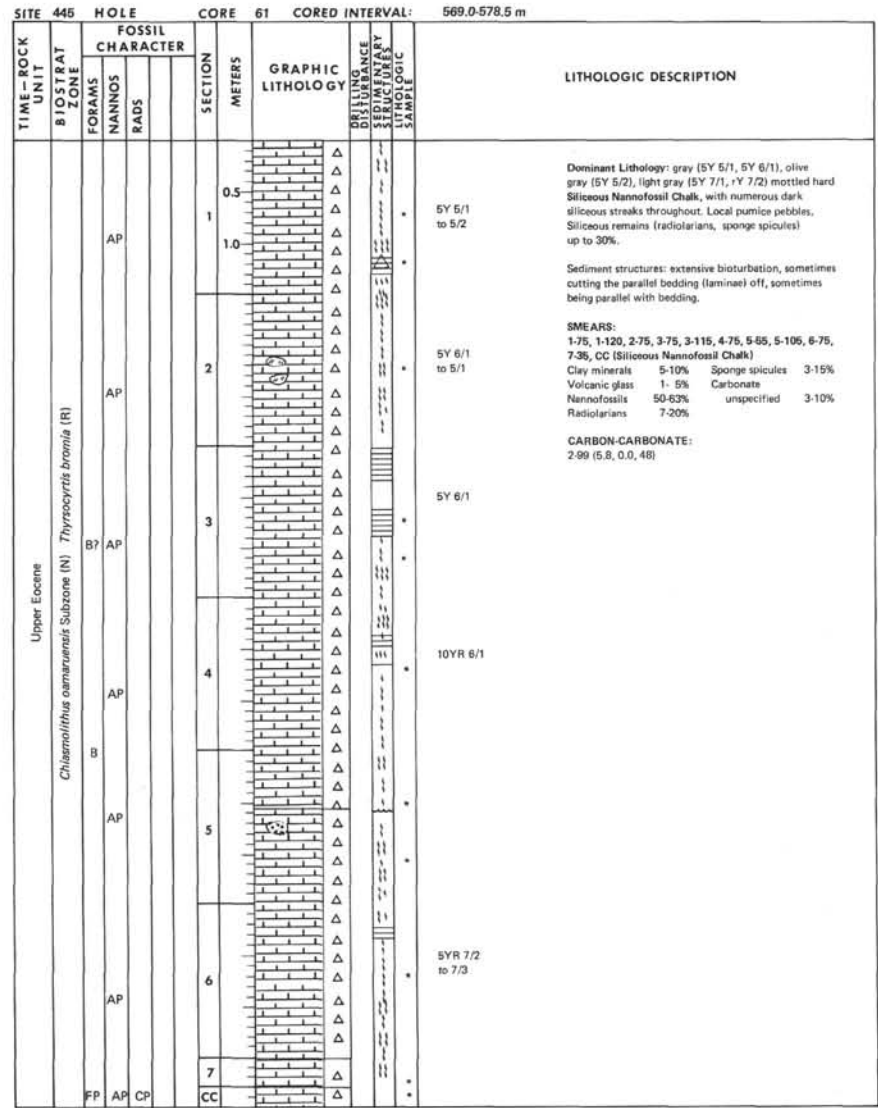 SITE 445 HOLE CORE 61 CORED INTERVAL: 569.0-578.5 m
TIME-ROCK UNIT
BIOSTRAT ZONE
FOSSIL CHARACTER
FORAMS
NANNOS
RADS
SECTION
METERS
GRAPHIC LITHOLOGY
DRILLING DISTURBANCE
SEDIMENTARY STRUCTURES
LITHOLOGIC SAMPLE
LITHOLOGIC DESCRIPTION
Upper Eocene
Chiasmolithus oamaruensis Subzone (N) Thyrsocyrtis bromia (R)
0.5
1
1.0
AP
5Y 5/1
to 5/2
2
AP
5Y 6/1
to 5/1
3
B? AP
5Y 6/1
4
AP
10YR 6/1
B
5
AP
6
AP
5YR 7/2
to 7/3
7
FP AP CP CC
Dominant Lithology: gray (5Y 5/1, 5Y 6/1), olive
gray (5Y 5/2), light gray (5Y 7/1, rY 7/2) mottled hard
Siliceous Nannofossil Chalk, with numerous dark
siliceous streaks throughout. Local pumice pebbles,
Siliceous remains (radiolarians, sponge spicules)
up to 30%.
Sediment structures: extensive bioturbation, sometimes
cutting the parallel bedding (laminae) off, sometimes
being parallel with bedding.
SMEARS:
1-75, 1-120, 2-75, 3-75, 3-115, 4-75, 5-55, 5-105, 6-75,
7-35, CC (Siliceous Nannofossil Chalk)
Clay minerals 5-10% Sponge spicules 3-15%
Volcanic glass 1- 5% Carbonate
Nannofossils 50-63% unspecified 3-10%
Radiolarians 7-20%
CARBON-CARBONATE:
2-99 (5.8, 0.0, 48)